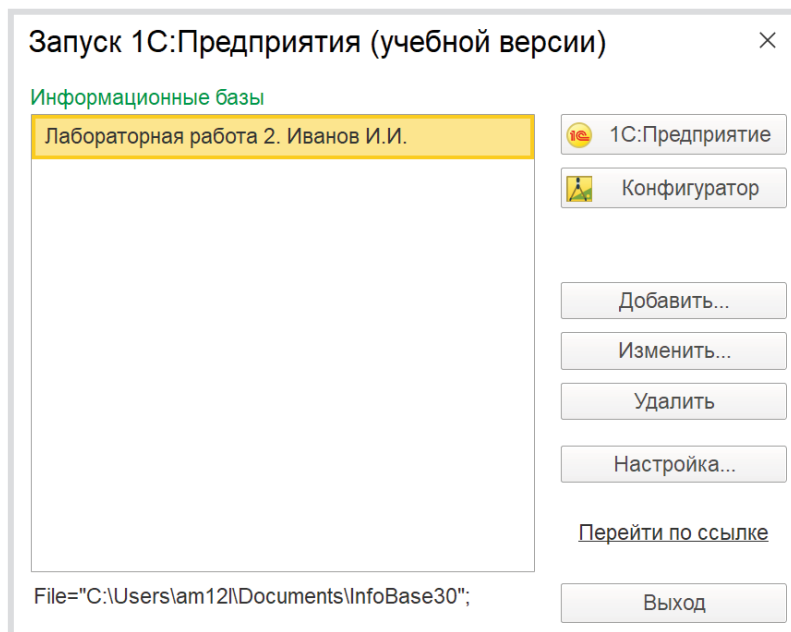 Запуск 1С:Предприятия (учебной версии)
Информационные базы
Лабораторная работа 2. Иванов И.И.
1С:Предприятие
Конфигуратор
Добавить...
Изменить...
Удалить
Настройка...
Перейти по ссылке
File="C:\Users\am12l\Documents\InfoBase30";
Выход